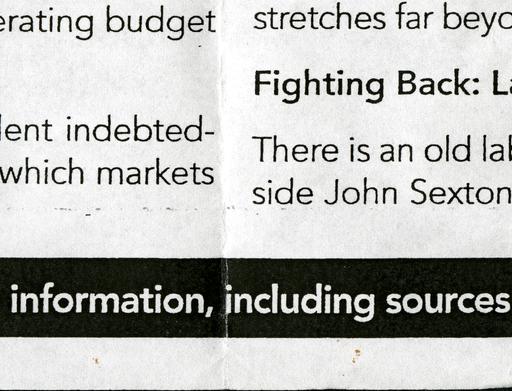 erating budget
lent indebted-
which markets
stretches far beyo
Fighting Back: La
There is an old lab
side John Sexton
information, including sources